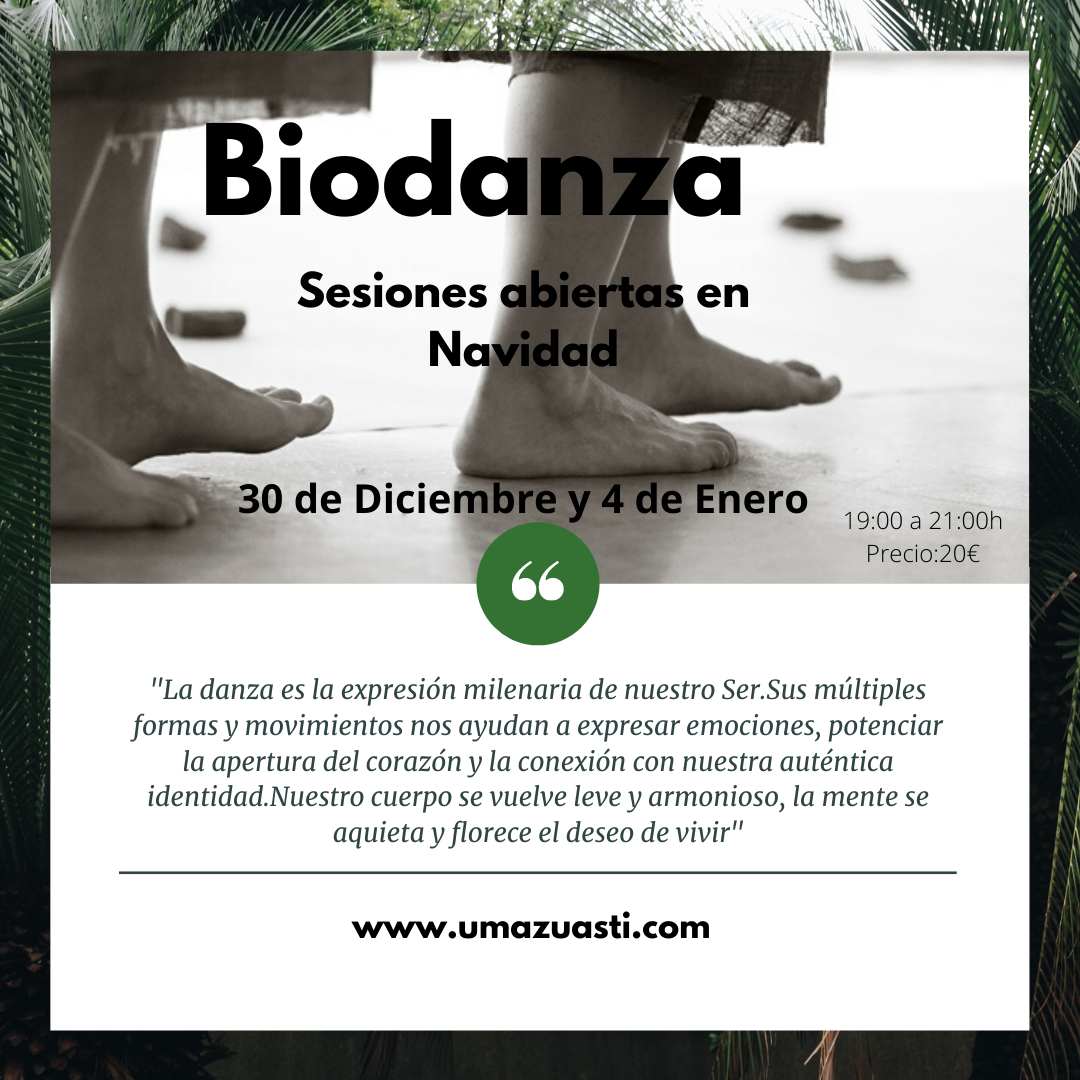 Biodanza
Sesiones abiertas en
Navidad
30 de Diciembre y 4 de Enero
19:00 a 21:00h
Precio:20€
"La danza es la expresión milenaria de nuestro Ser.Sus múltiples
formas y movimientos nos ayudan a expresar emociones, potenciar
la apertura del corazón y la conexión con nuestra auténtica
identidad.Nuestro cuerpo se vuelve leve y armonioso, la mente se
aquieta y florece el deseo de vivir"
www.umazuasti.com